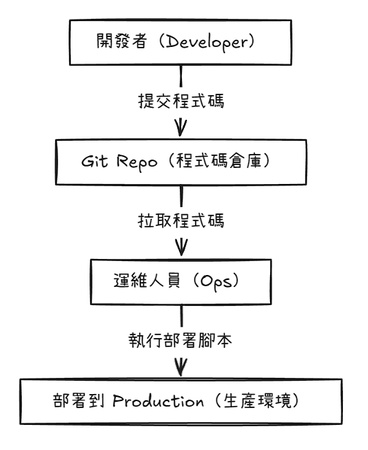 開發者（Developer）
提交程式碼
Git Repo（程式碼倉庫）
拉取程式碼
運維人員（Ops）
執行部署腳本
部署到 Production（生產環境）